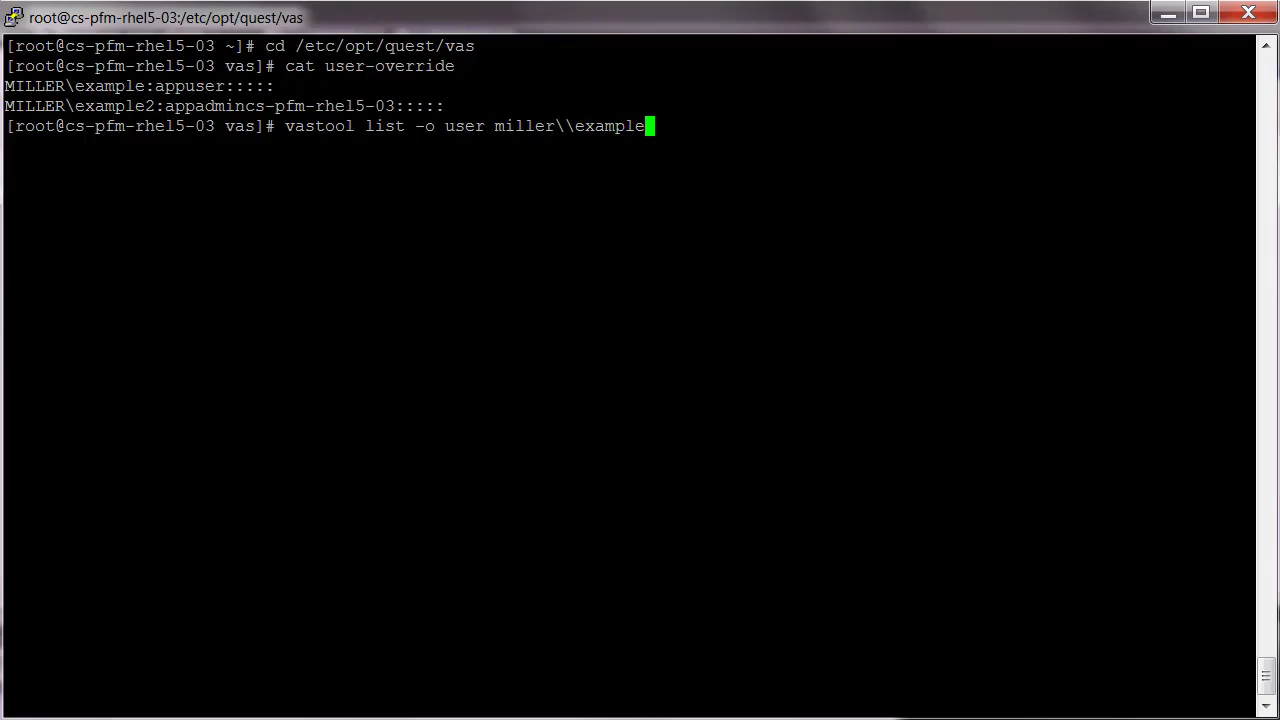 root@cs-pfm-rhel5-03:/etc/opt/quest/vas
[root@cs-pfm-rhel5-03 ~]# cd /etc/opt/quest/vas
[root@cs-pfm-rhel5-03 vas]# cat user-override
MILLER\example:appuser:::::
MILLER\example2:appadmincs-pfm-rhel5-03:::::
[root@cs-pfm-rhel5-03 vas]# vastool list -o user miller\\example